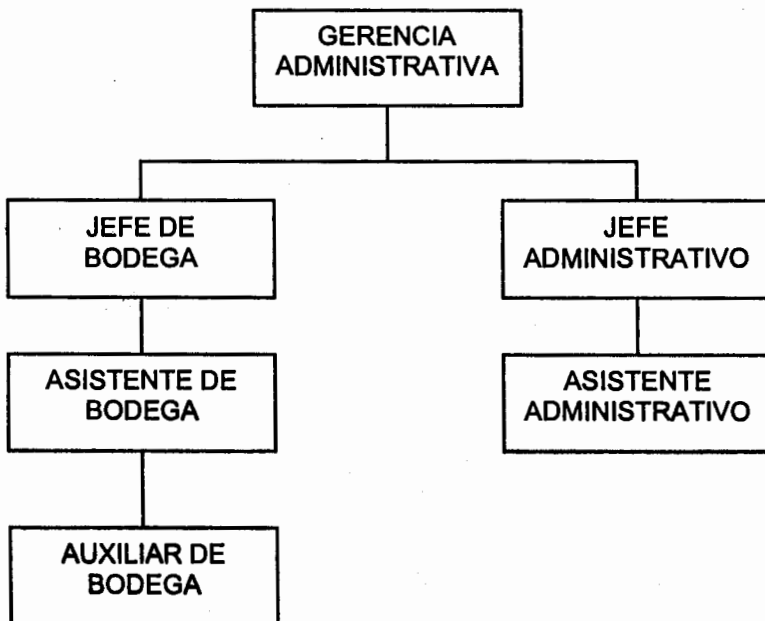 GERENCIA
ADMINISTRATIVA
JEFE DE
BODEGA
JEFE
ADMINISTRATIVO
ASISTENTE DE
BODEGA
ASISTENTE
ADMINISTRATIVO
AUXILIAR DE
BODEGA